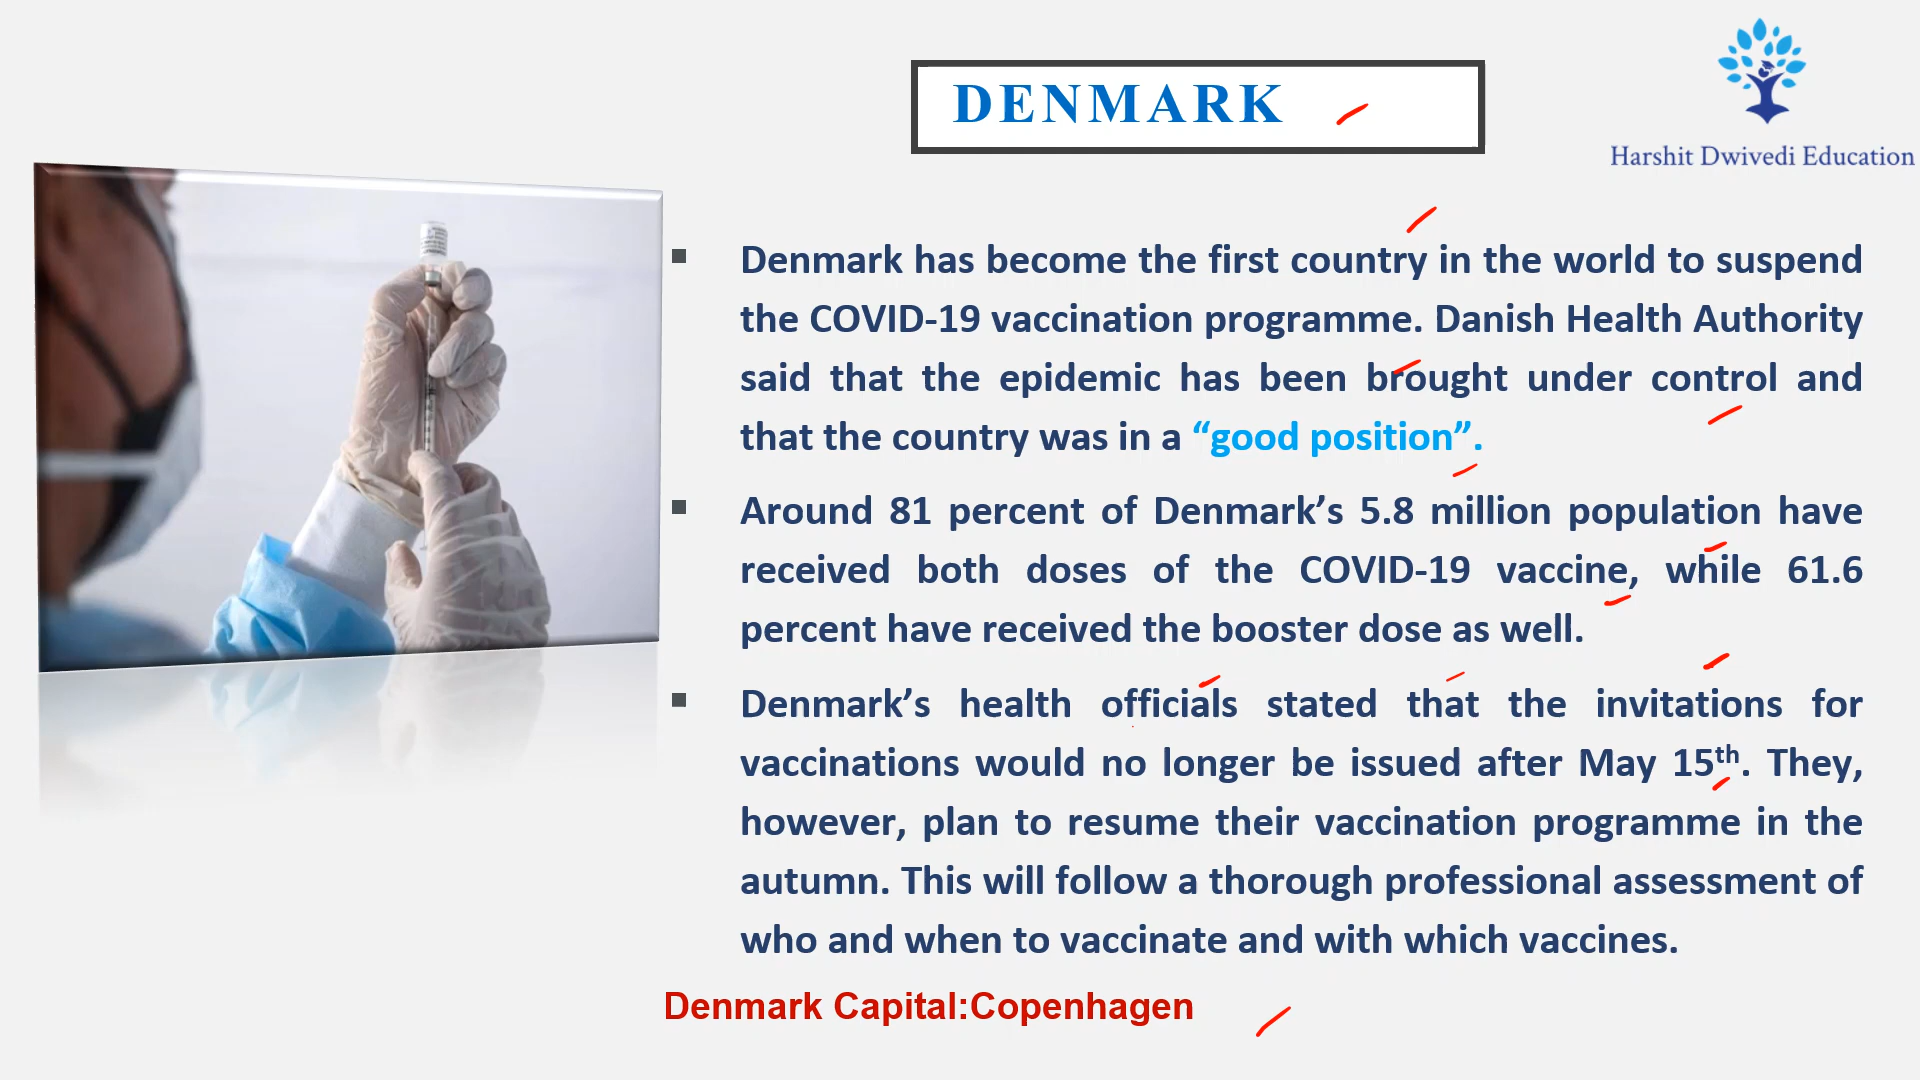 DENMARK
Harshit Dwivedi Education
▪ Denmark has become the first country in the world to suspend
the COVID-19 vaccination programme. Danish Health Authority
said that the epidemic has been brought under control and
that the country was in a “good position”.
▪ Around 81 percent of Denmark’s 5.8 million population have
received both doses of the COVID-19 vaccine, while 61.6
percent have received the booster dose as well.
▪ Denmark’s health officials stated that the invitations for
vaccinations would no longer be issued after May 15th. They,
however, plan to resume their vaccination programme in the
autumn. This will follow a thorough professional assessment of
who and when to vaccinate and with which vaccines.
Denmark Capital:Copenhagen